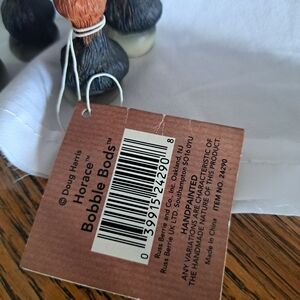 © Doug Harris
Horace™
Bobble Bods™
0 39915 24290 8
Russ Berrie and Co., Inc. Oakland, NJ
Russ Berrie UK LTD. Southampton SO16 0YU
HANDPAINTED
ANY VARIATIONS ARE CHARACTERISTIC OF
THE HANDMADE NATURE OF THIS PRODUCT.
Made in China ITEM NO. 24290